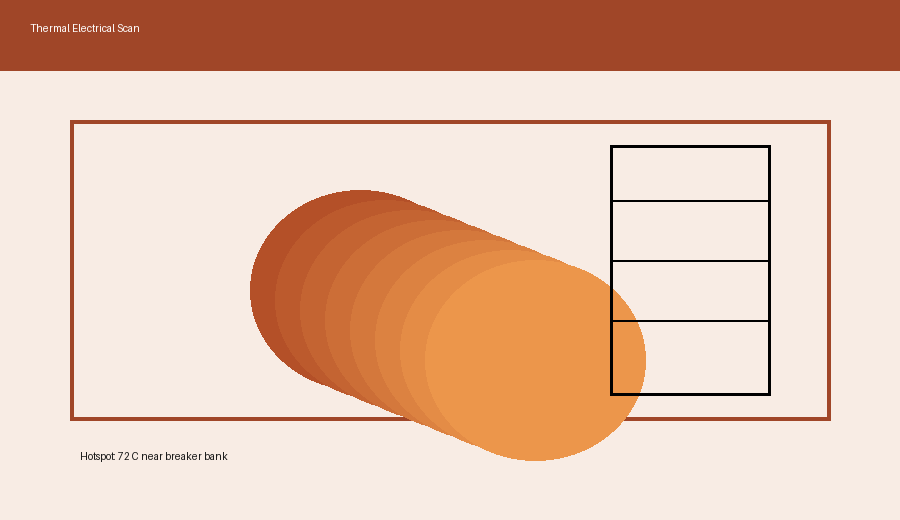 Thermal Electrical Scan
Hotspot: 72 C near breaker bank